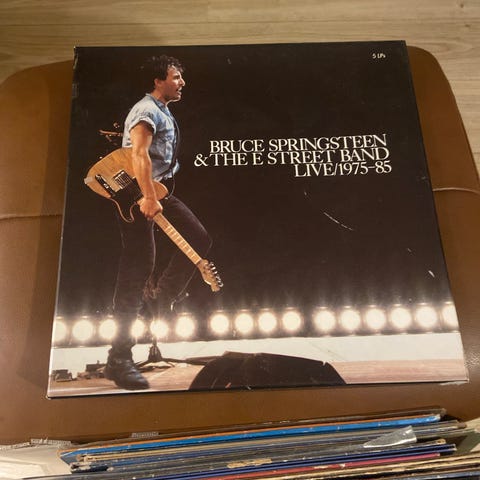 5 LPs
BRUCE SPRINGSTEEN
& THE E STREET BAND
LIVE/1975–85